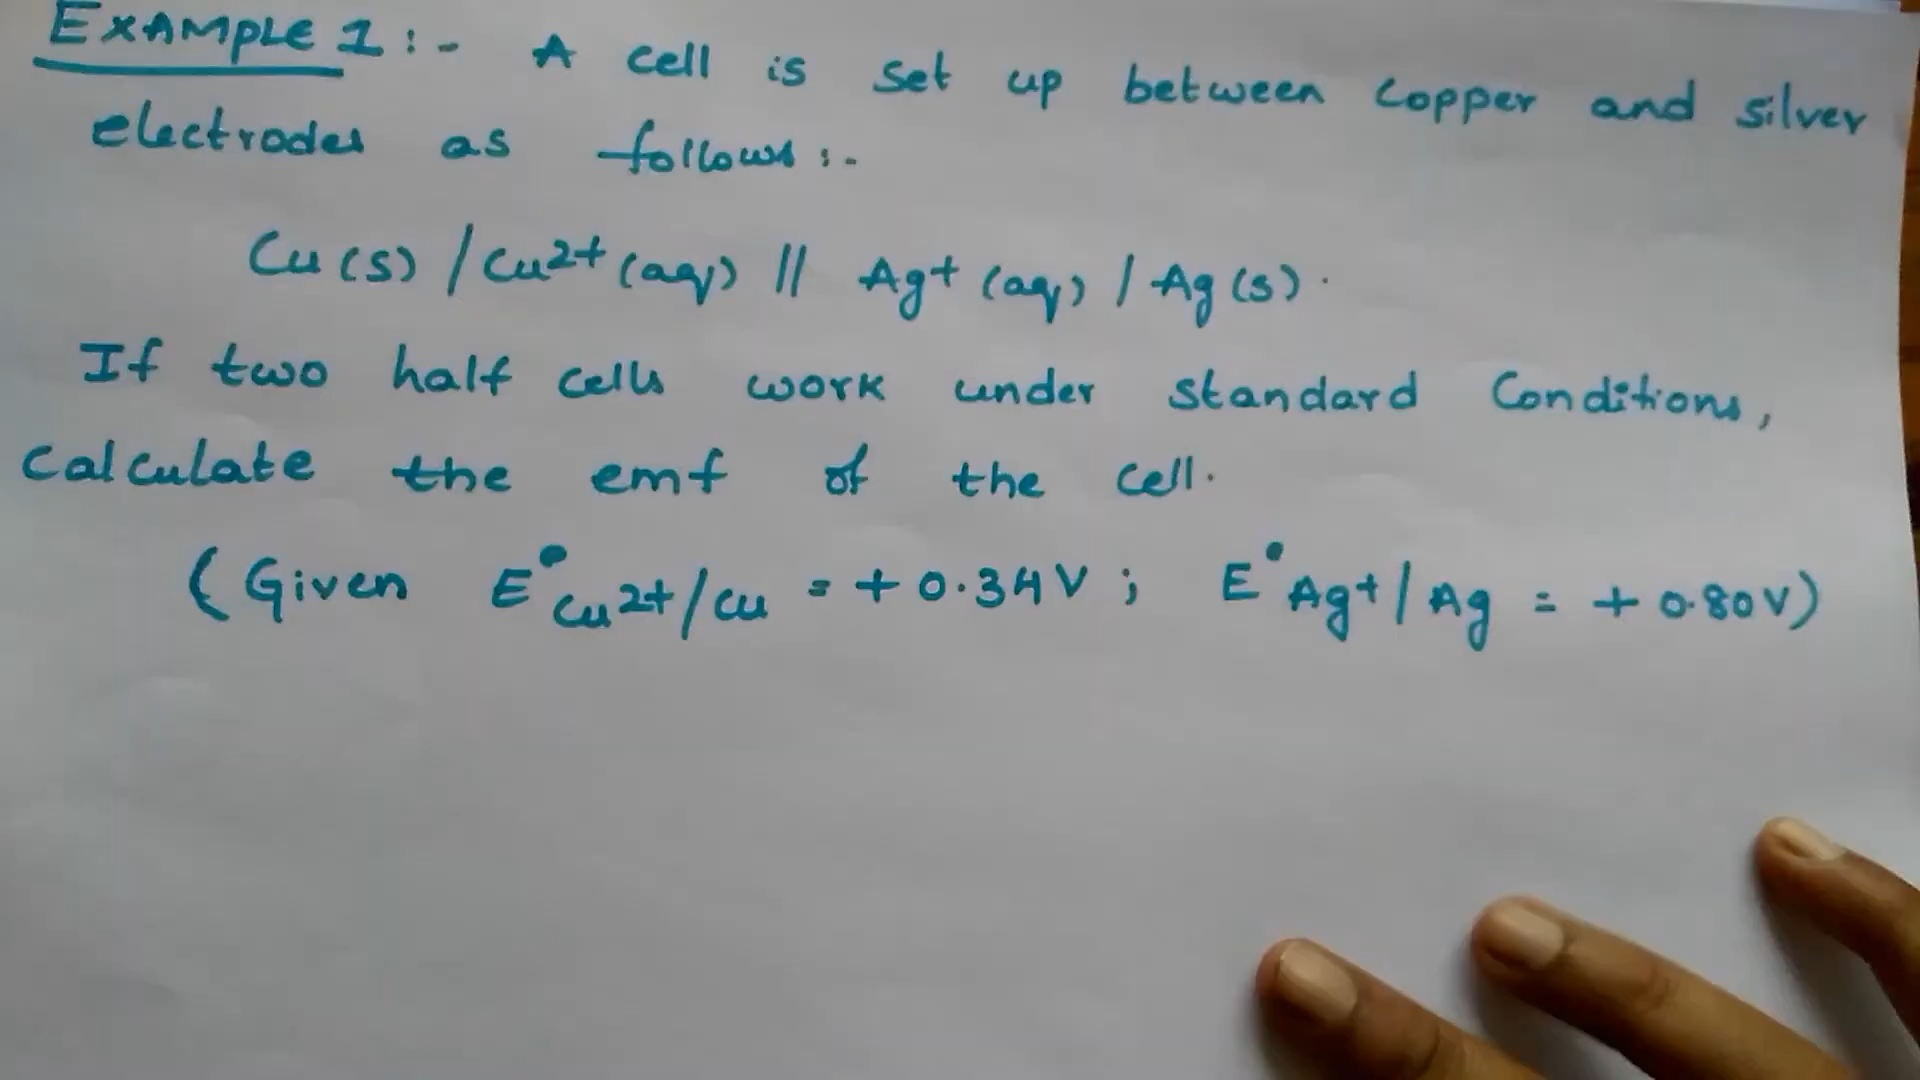 EXAMPLE 1 :- A cell is set up between copper and silver
electrodes as follows :-
Cu (s) / Cu2+ (aq) // Ag+ (aq) / Ag (s).
If two half cells work under standard Conditions,
Calculate the emf of the cell.
(Given E° Cu2+/Cu = + 0.34V ; E° Ag+ / Ag = + 0.80V)